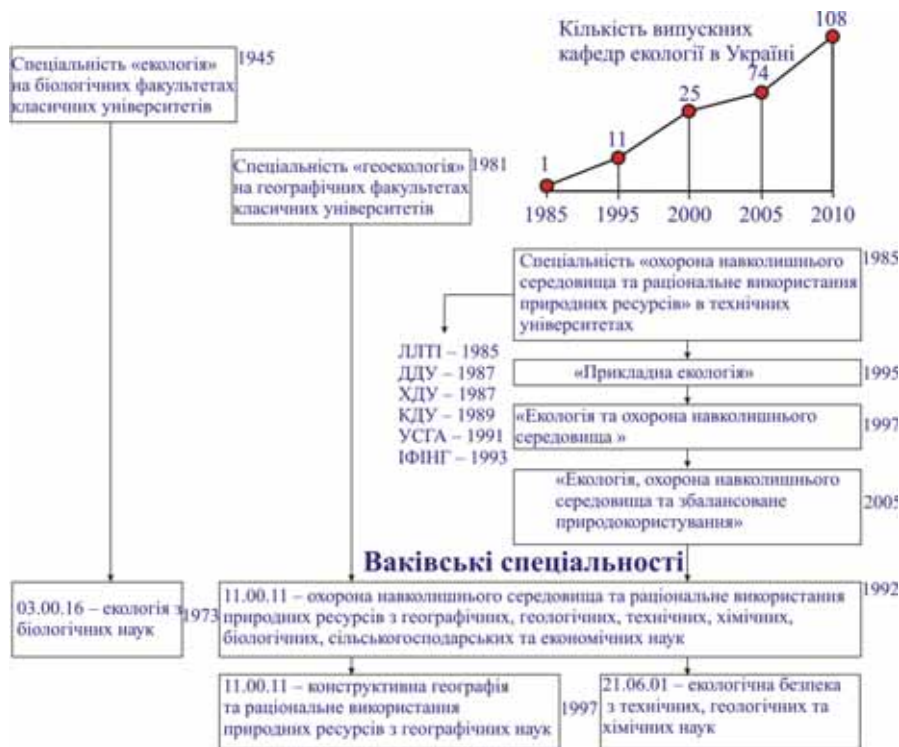 Спеціальність «екологія»
на біологічних факультетах
класичних університетів
1945
Спеціальність «геоекологія»
на географічних факультетах
класичних університетів
1981
Кількість випускних
кафедр екології в Україні
1
11
25
74
108
1985
1995
2000
2005
2010
Спеціальність «охорона навколишнього
середовища та раціональне використання
природних ресурсів» в технічних
університетах
1985
ЛЛТІ – 1985
ДДУ – 1987
ХДУ – 1987
КДУ – 1989
УСГА – 1991
ІФІНГ – 1993
«Прикладна екологія»
1995
«Екологія та охорона навколишнього
середовища »
1997
«Екологія, охорона навколишнього
середовища та збалансоване
природокористування»
2005
Ваківські спеціальності
03.00.16 – екологія з
біологічних наук
1973
11.00.11 – охорона навколишнього середовища та раціональне використання
природних ресурсів з географічних, геологічних, технічних, хімічних,
біологічних, сільськогосподарських та економічних наук
1992
11.00.11 – конструктивна географія
та раціональне використання
природних ресурсів з географічних наук
1997
21.06.01 – екологічна безпека
з технічних, геологічних та
хімічних наук